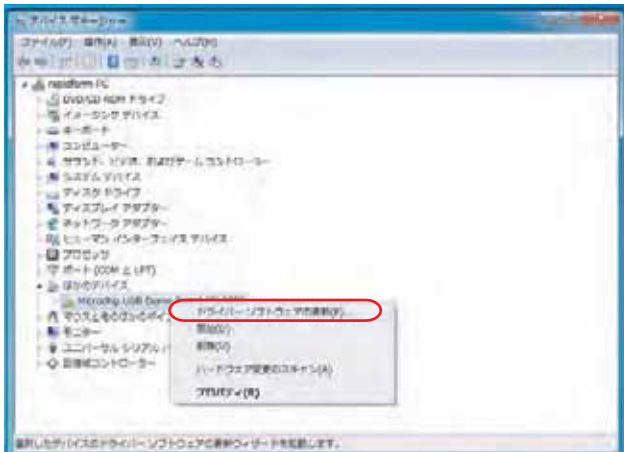 デバイス マネージャー
ファイル(F) 操作(A) 表示(V) ヘルプ(H)
DVD/CD-ROM ドライブ
イメージング デバイス
キーボード
コンピューター
サウンド、ビデオ、およびゲーム コントローラー
システム デバイス
ディスク ドライブ
ディスプレイ アダプター
ネットワーク アダプター
ヒューマン インターフェイス デバイス
プロセッサ
ポート (COM と LPT)
ほかのデバイス
Microchip USB Demo
マウスとそのほかのポイ
モニター
ユニバーサル シリアル
記憶域コントローラー
ドライバー ソフトウェアの更新(P)...
無効(D)
削除(U)
ハードウェア変更のスキャン(A)
プロパティ(R)
選択したデバイスのドライバー ソフトウェアの更新ウィザードを起動します。